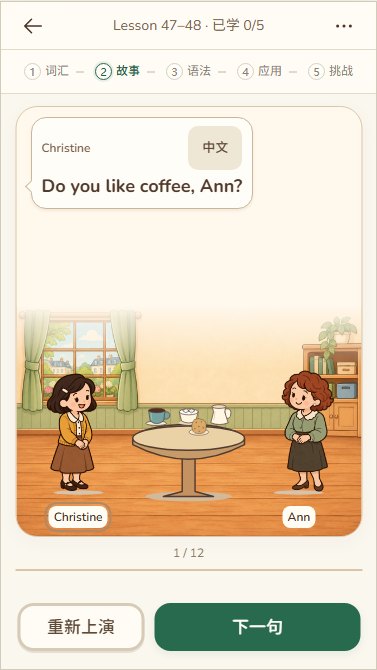 Lesson 47–48 · 已学 0/5
1 词汇 – 2 故事 – 3 语法 – 4 应用 – 5 挑战
Christine
中文
Do you like coffee, Ann?
Christine
Ann
1 / 12
重新上演
下一句